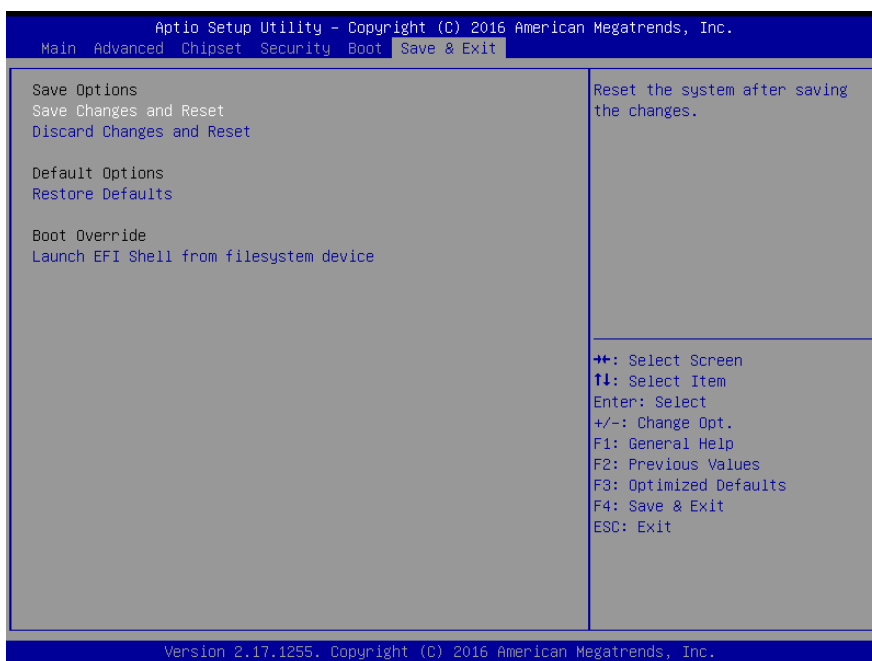 Aptio Setup Utility – Copyright (C) 2016 American Megatrends, Inc.
Main Advanced Chipset Security Boot Save & Exit
Save Options
Save Changes and Reset
Discard Changes and Reset
Default Options
Restore Defaults
Boot Override
Launch EFI Shell from filesystem device
Reset the system after saving
the changes.
→←: Select Screen
↑↓: Select Item
Enter: Select
+/-: Change Opt.
F1: General Help
F2: Previous Values
F3: Optimized Defaults
F4: Save & Exit
ESC: Exit
Version 2.17.1255. Copyright (C) 2016 American Megatrends, Inc.